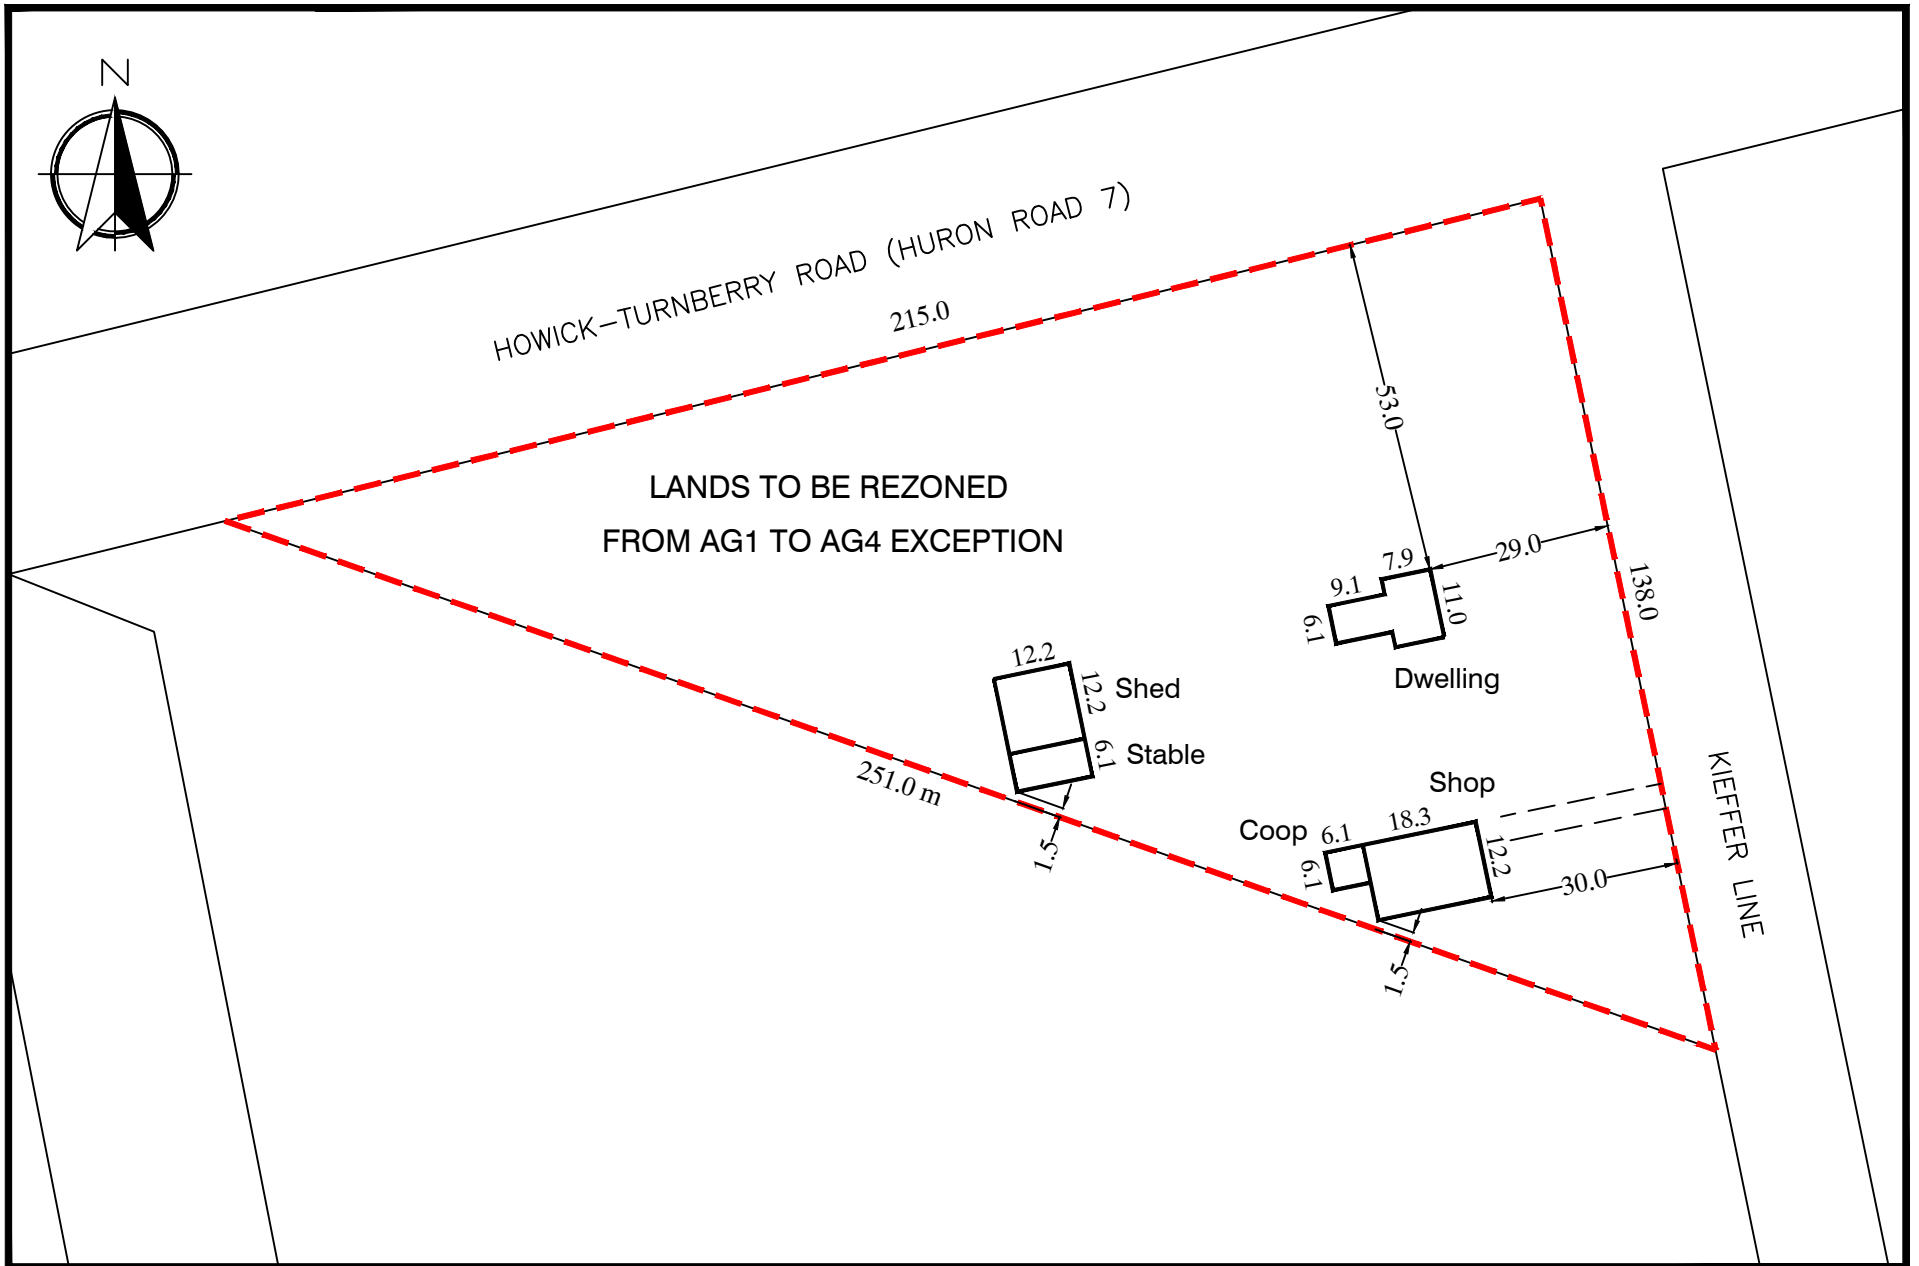 N
HOWICK-TURNBERRY ROAD (HURON ROAD 7)
215.0
53.0
LANDS TO BE REZONED
FROM AG1 TO AG4 EXCEPTION
29.0
7.9
9.1
11.0
6.1
138.0
Dwelling
12.2
12.2
Shed
6.1
Stable
251.0 m
1.5
Shop
Coop
6.1
18.3
6.1
12.2
30.0
1.5
KIEFFER LINE